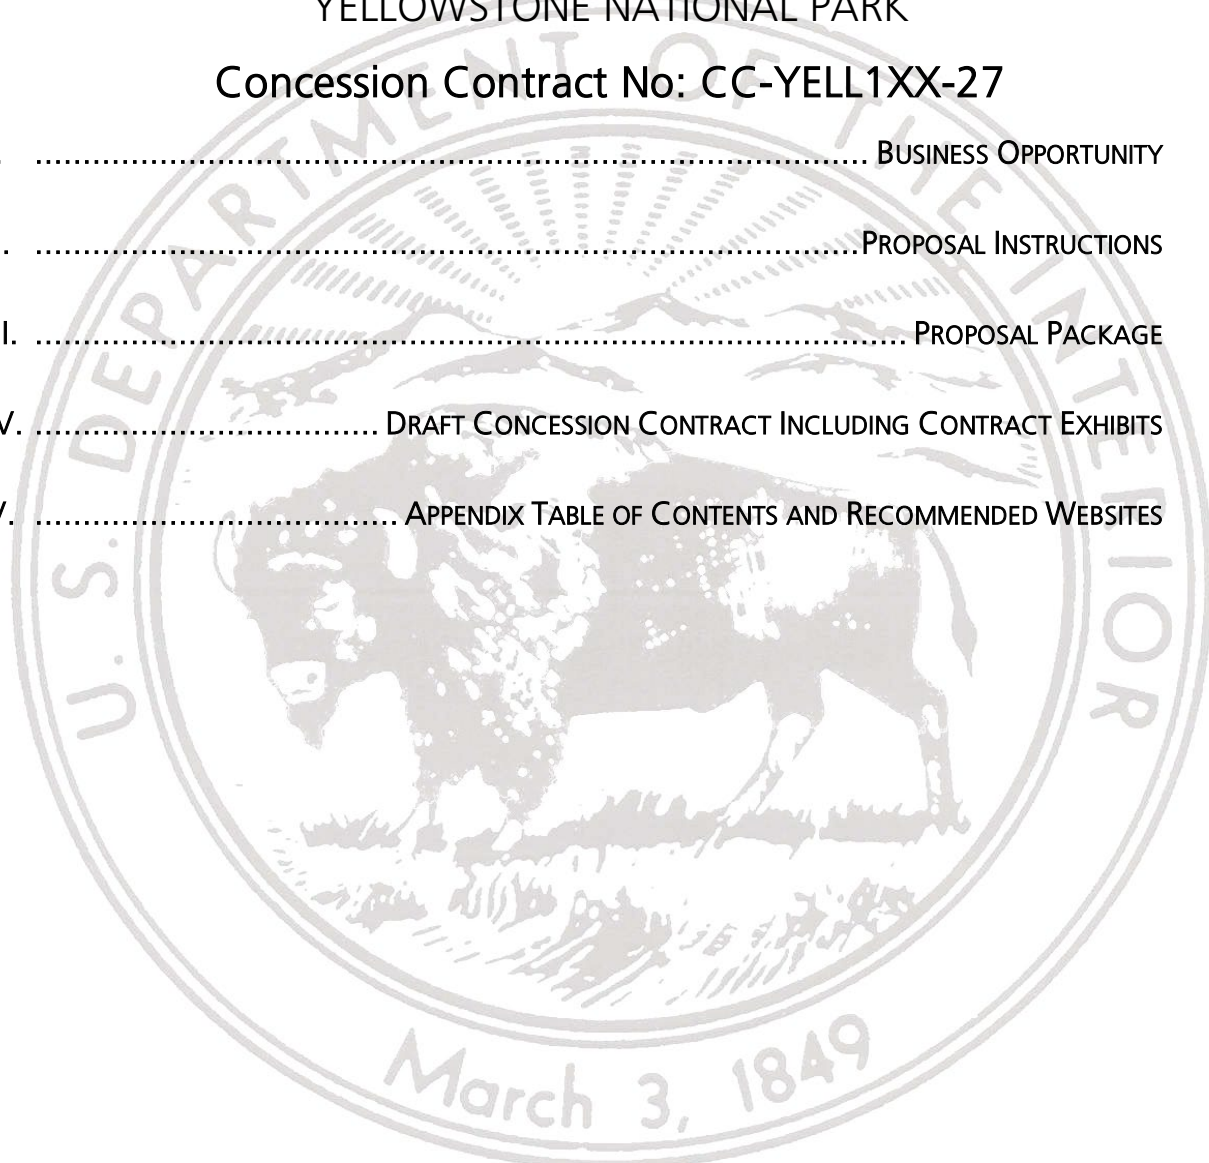 YELLOWSTONE NATIONAL PARK
Concession Contract No: CC-YELL1XX-27
. ....................................................................................... BUSINESS OPPORTUNITY
. ......................................................................................PROPOSAL INSTRUCTIONS
I. ........................................................................................... PROPOSAL PACKAGE
V. .................................... DRAFT CONCESSION CONTRACT INCLUDING CONTRACT EXHIBITS
V. ...................................... APPENDIX TABLE OF CONTENTS AND RECOMMENDED WEBSITES
U.S. DEPARTMENT OF THE INTERIOR
March 3, 1849